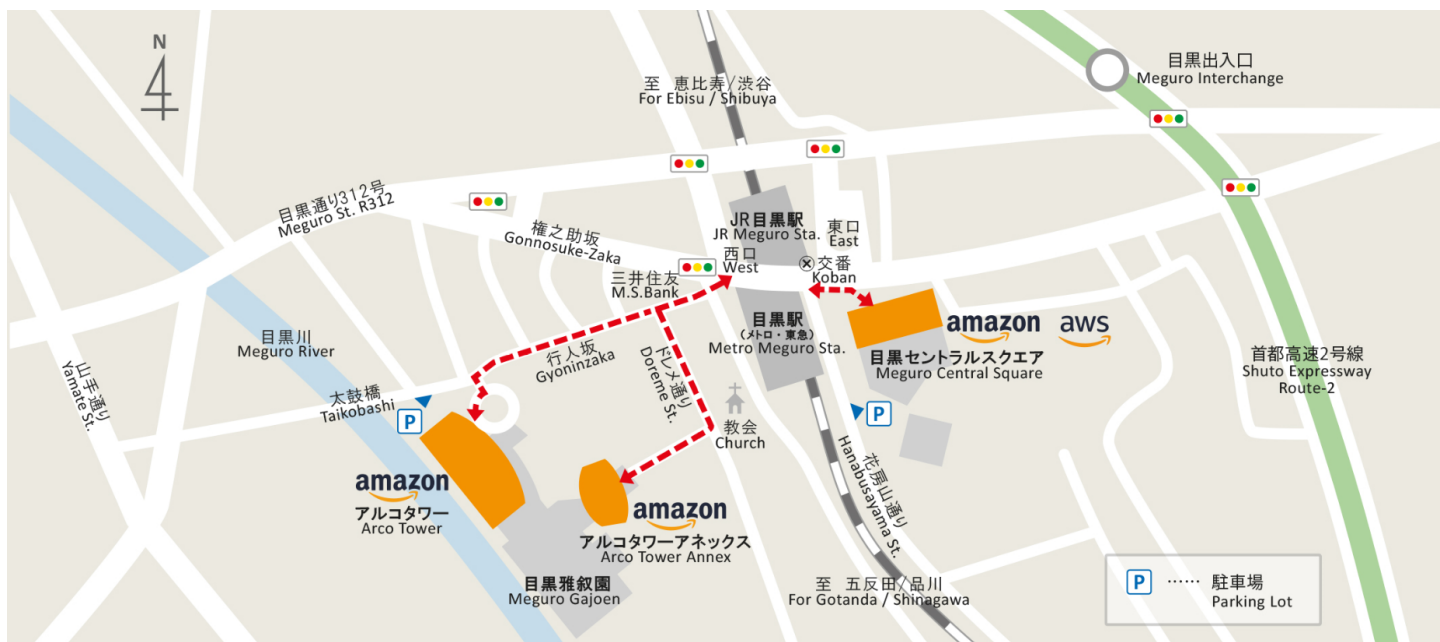 N
至 恵比寿/渋谷
For Ebisu / Shibuya
目黒出入口
Meguro Interchange
目黒通り312号
Meguro St. R312
権之助坂
Gonnosuke-Zaka
JR目黒駅
JR Meguro Sta.
東口
East
西口
West
交番
Koban
三井住友
M.S.Bank
目黒駅
(メトロ・東急)
Metro Meguro Sta.
amazon
aws
目黒セントラルスクエア
Meguro Central Square
首都高速2号線
Shuto Expressway
Route-2
目黒川
Meguro River
行人坂
Gyoninzaka
ドレメ通り
Doreme St.
山手通り
Yamate St.
太鼓橋
Taikobashi
P
教会
Church
P
花房山通り
Hanabusayama St.
amazon
アルコタワー
Arco Tower
amazon
アルコタワーアネックス
Arco Tower Annex
目黒雅叙園
Meguro Gajoen
至 五反田/品川
For Gotanda / Shinagawa
P …… 駐車場
Parking Lot